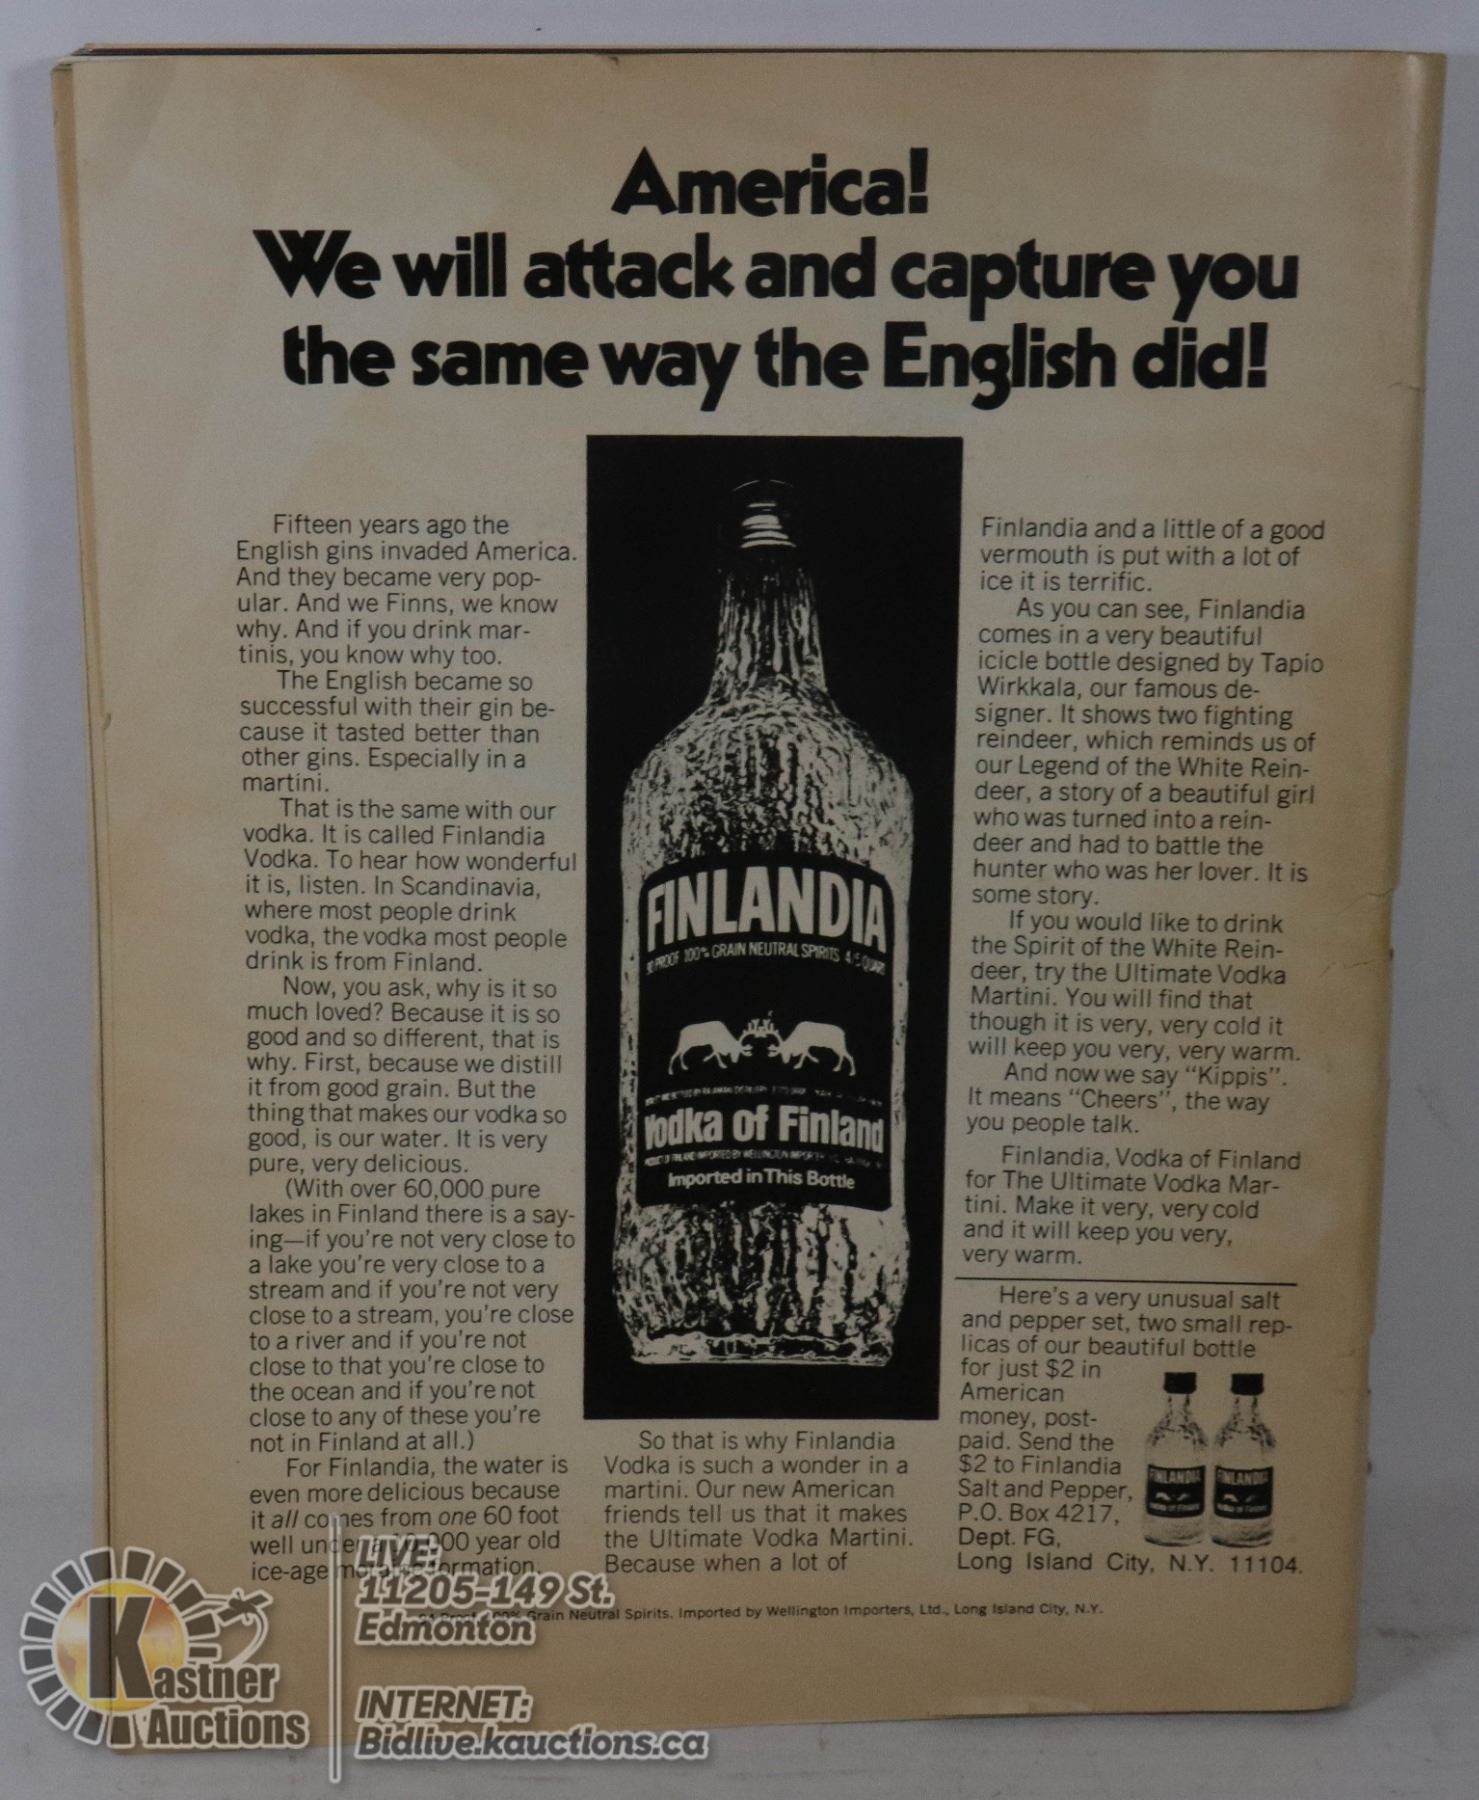 America!
We will attack and capture you
the same way the English did!
Fifteen years ago the
English gins invaded America.
And they became very pop-
ular. And we Finns, we know
why. And if you drink mar-
tinis, you know why too.
The English became so
successful with their gin be-
cause it tasted better than
other gins. Especially in a
martini.
That is the same with our
vodka. It is called Finlandia
Vodka. To hear how wonderful
it is, listen. In Scandinavia,
where most people drink
vodka, the vodka most people
drink is from Finland.
Now, you ask, why is it so
much loved? Because it is so
good and so different, that is
why. First, because we distill
it from good grain. But the
thing that makes our vodka so
good, is our water. It is very
pure, very delicious.
(With over 60,000 pure
lakes in Finland there is a say-
ing—if you're not very close to
a lake you're very close to a
stream and if you're not very
close to a stream, you're close
to a river and if you're not
close to that you're close to
the ocean and if you're not
close to any of these you're
not in Finland at all.)
For Finlandia, the water is
even more delicious because
it all comes from one 60 foot
well under a 000 year old
ice-age formation.
FINLANDIA
PROOF 100% GRAIN NEUTRAL SPIRITS 4/5 QUART
Vodka of Finland
PRODUCT OF FINLAND IMPORTED BY WELLINGTON
Imported in This Bottle
So that is why Finlandia
Vodka is such a wonder in a
martini. Our new American
friends tell us that it makes
the Ultimate Vodka Martini.
Because when a lot of
Finlandia and a little of a good
vermouth is put with a lot of
ice it is terrific.
As you can see, Finlandia
comes in a very beautiful
icicle bottle designed by Tapio
Wirkkala, our famous de-
signer. It shows two fighting
reindeer, which reminds us of
our Legend of the White Rein-
deer, a story of a beautiful girl
who was turned into a rein-
deer and had to battle the
hunter who was her lover. It is
some story.
If you would like to drink
the Spirit of the White Rein-
deer, try the Ultimate Vodka
Martini. You will find that
though it is very, very cold it
will keep you very, very warm.
And now we say "Kippis".
It means "Cheers", the way
you people talk.
Finlandia, Vodka of Finland
for The Ultimate Vodka Mar-
tini. Make it very, very cold
and it will keep you very,
very warm.
Here's a very unusual salt
and pepper set, two small rep-
licas of our beautiful bottle
for just $2 in
American
money, post-
paid. Send the
$2 to Finlandia
Salt and Pepper,
P.O. Box 4217,
Dept. FG,
Long Island City, N.Y. 11104.
FINLANDIA
Vodka of Finland
FINLANDIA
Vodka of Finland
Grain Neutral Spirits. Imported by Wellington Importers, Ltd., Long Island City, N.Y.
Kastner
Auctions
LIVE:
11205-149 St.
Edmonton
INTERNET:
Bidlive.kauctions.ca